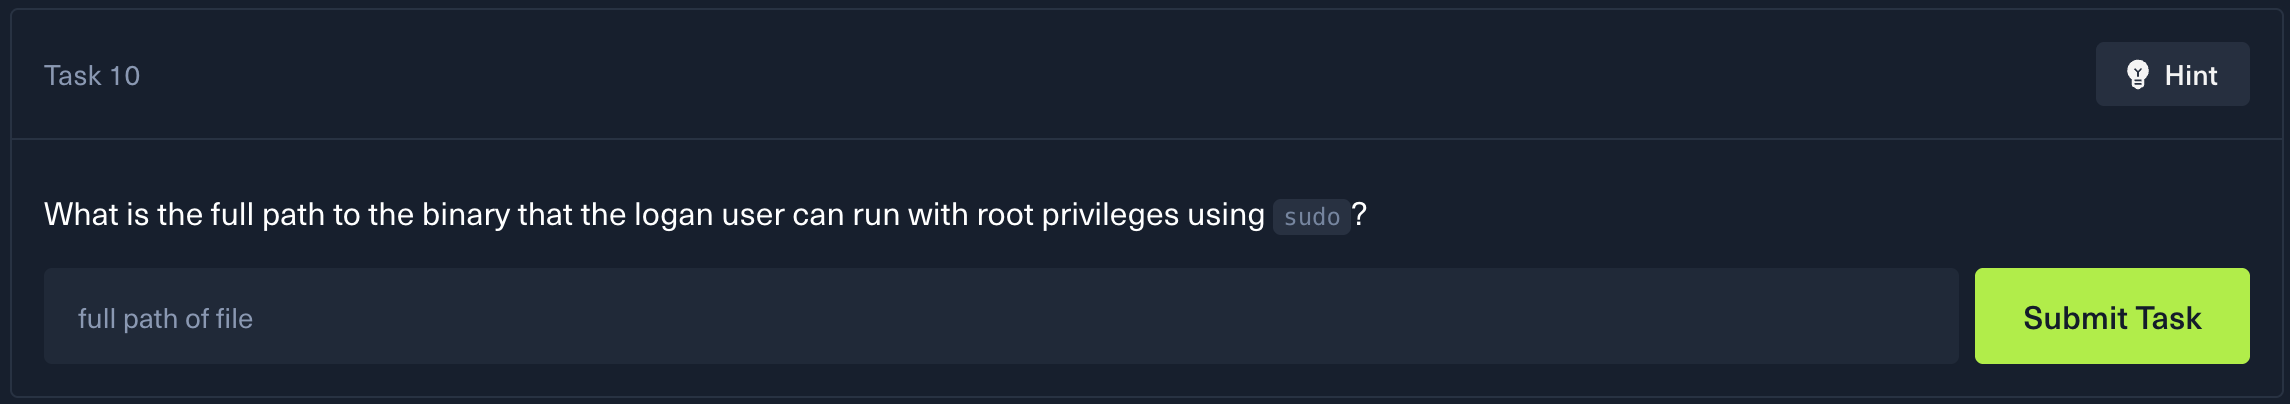 Task 10
Hint
What is the full path to the binary that the logan user can run with root privileges using sudo?
full path of file
Submit Task